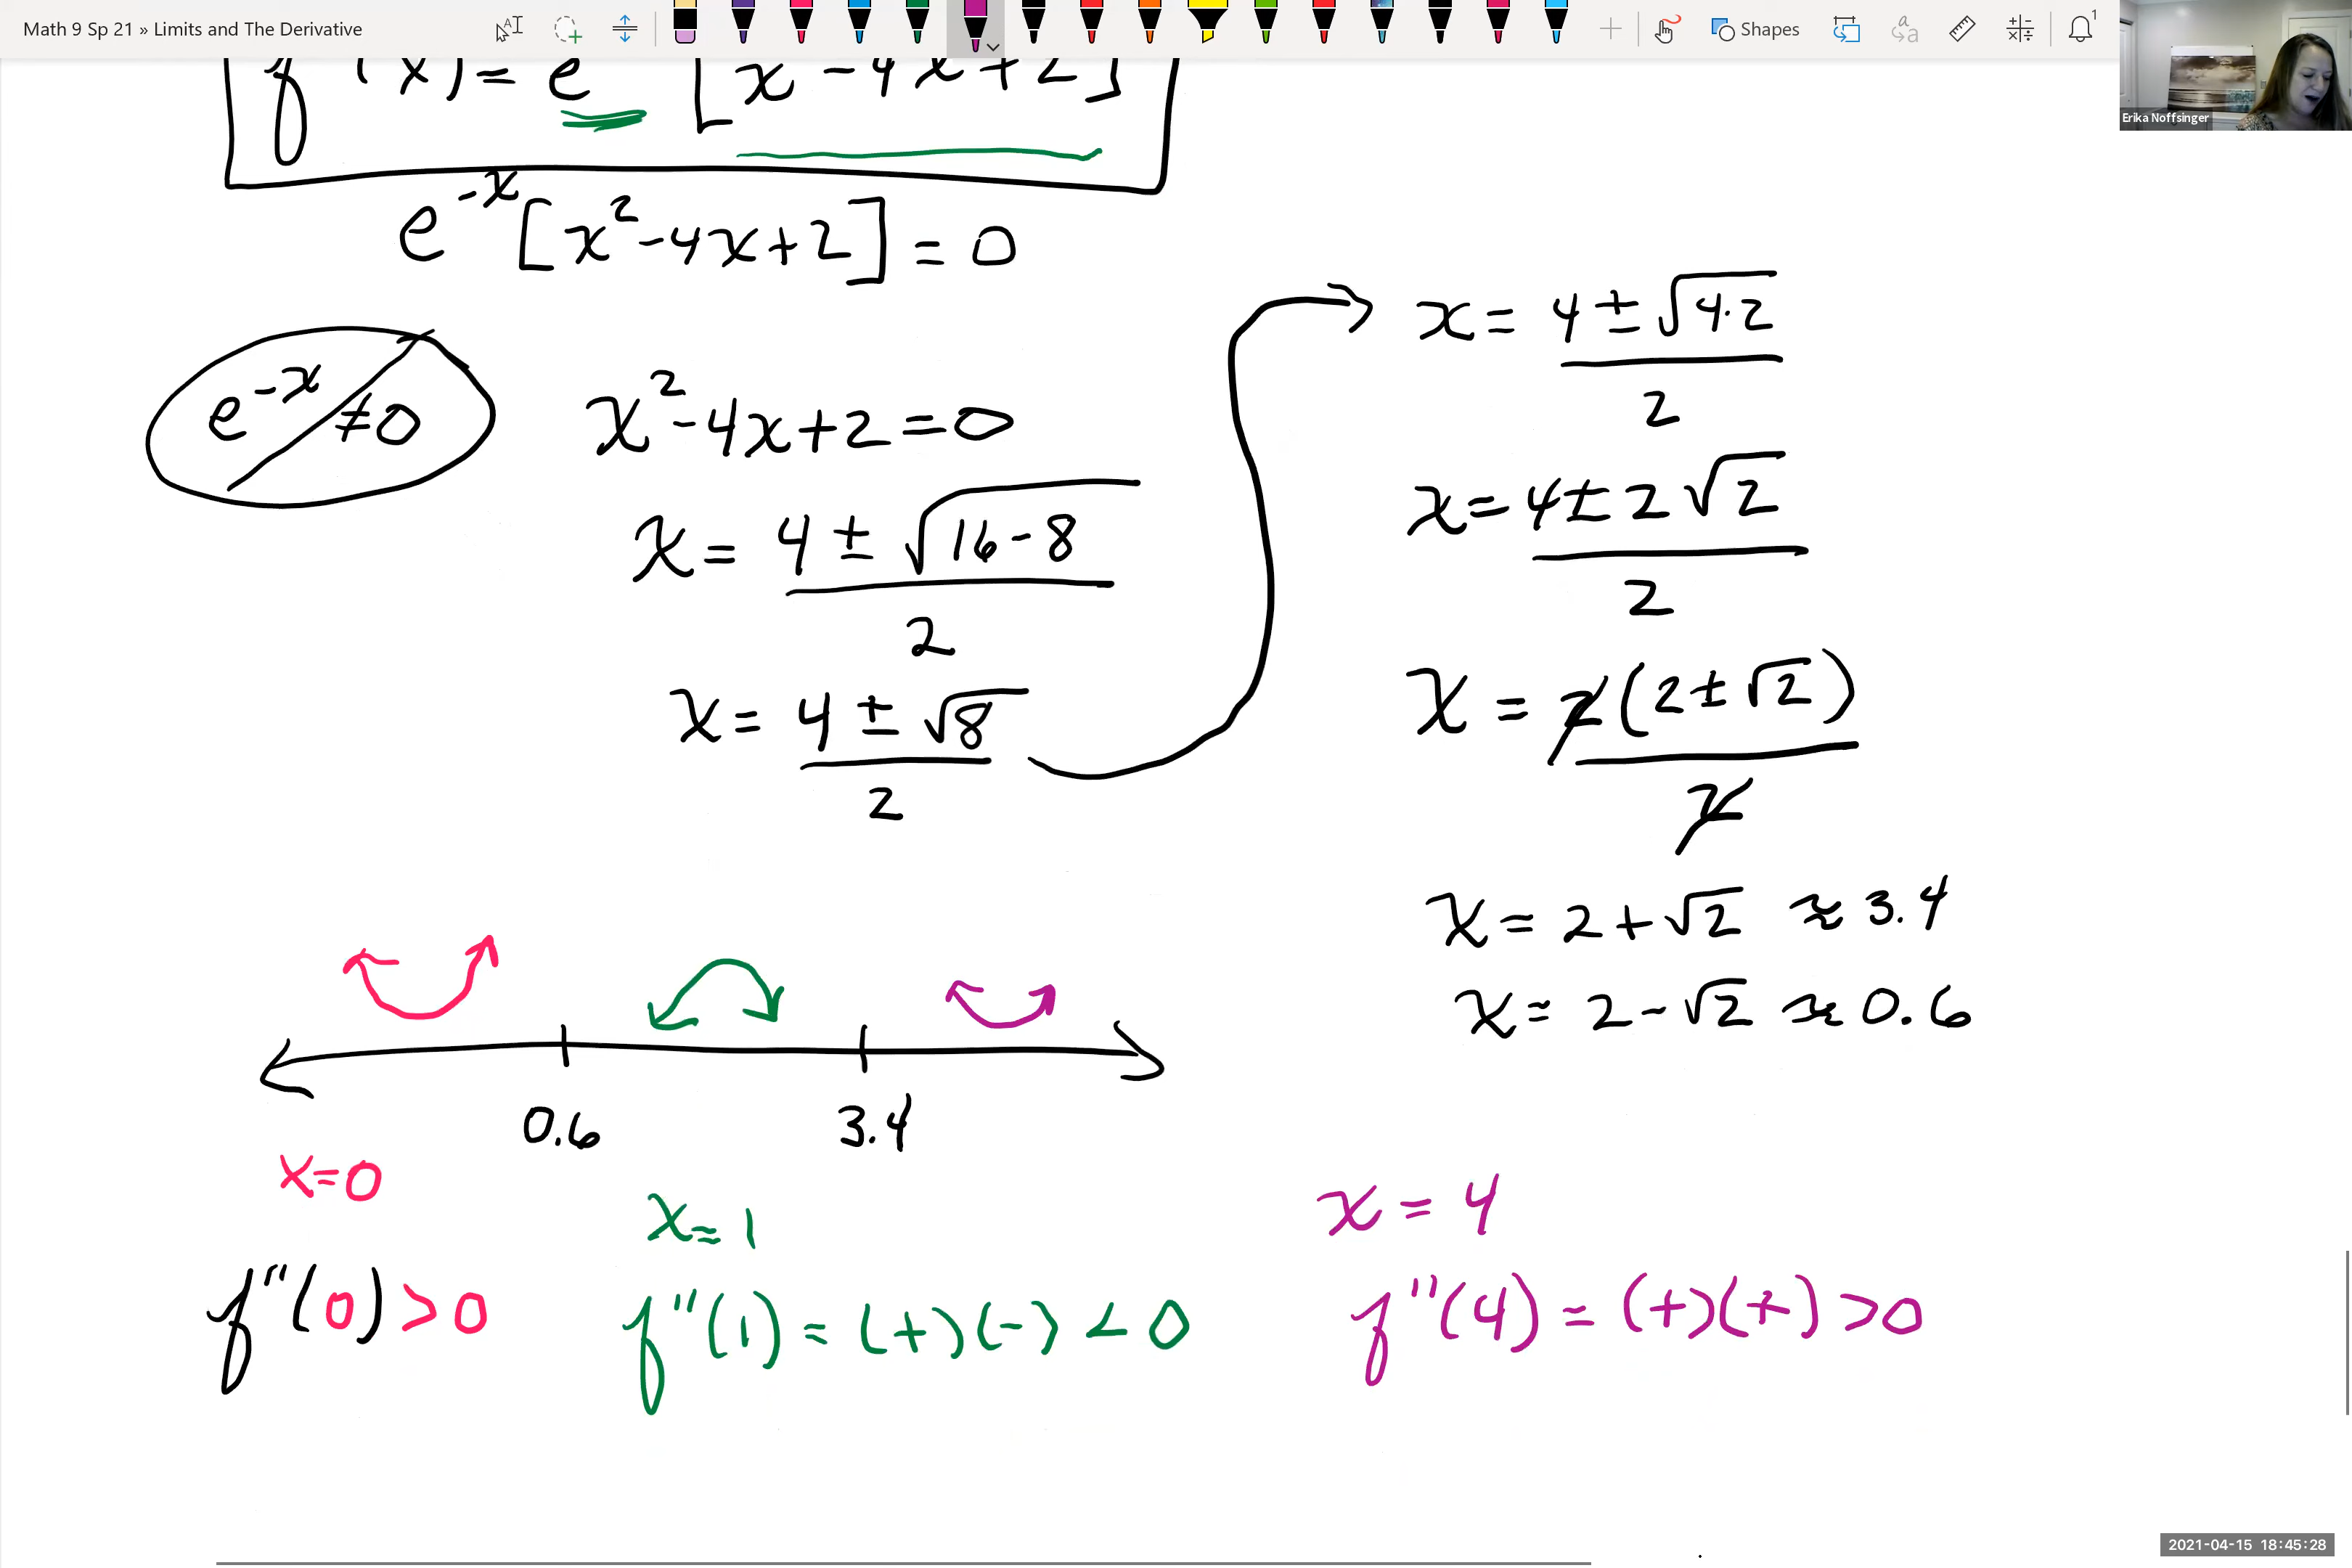 Math 9 Sp 21 » Limits and The Derivative
Shapes
1
Erika Noffsinger
(x) = e [x - 4x + 2]
e^{-x} [x² - 4x + 2] = 0
e^{-x} ≠ 0
x² - 4x + 2 = 0
x = (4 ± √(16 - 8)) / 2
x = (4 ± √8) / 2
x = (4 ± √(4·2)) / 2
x = (4 ± 2√2) / 2
x = 2(2 ± √2) / 2
x = 2 + √2 ≈ 3.4
x = 2 - √2 ≈ 0.6
0.6 3.4
x = 0
f''(0) > 0
x = 1
f''(1) = (+)(-) < 0
x = 4
f''(4) = (+)(+) > 0
2021-04-15 18:45:28